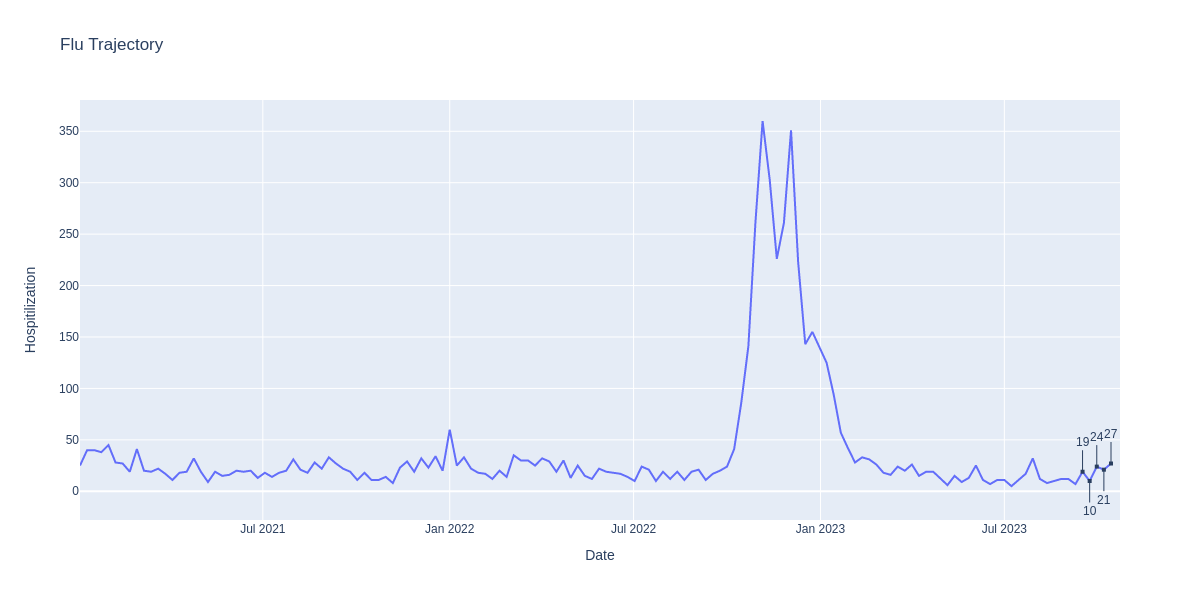 Flu Trajectory
350
300
250
200
150
100
50
0
Hospitilization
19
24
27
10
21
Jul 2021
Jan 2022
Jul 2022
Jan 2023
Jul 2023
Date